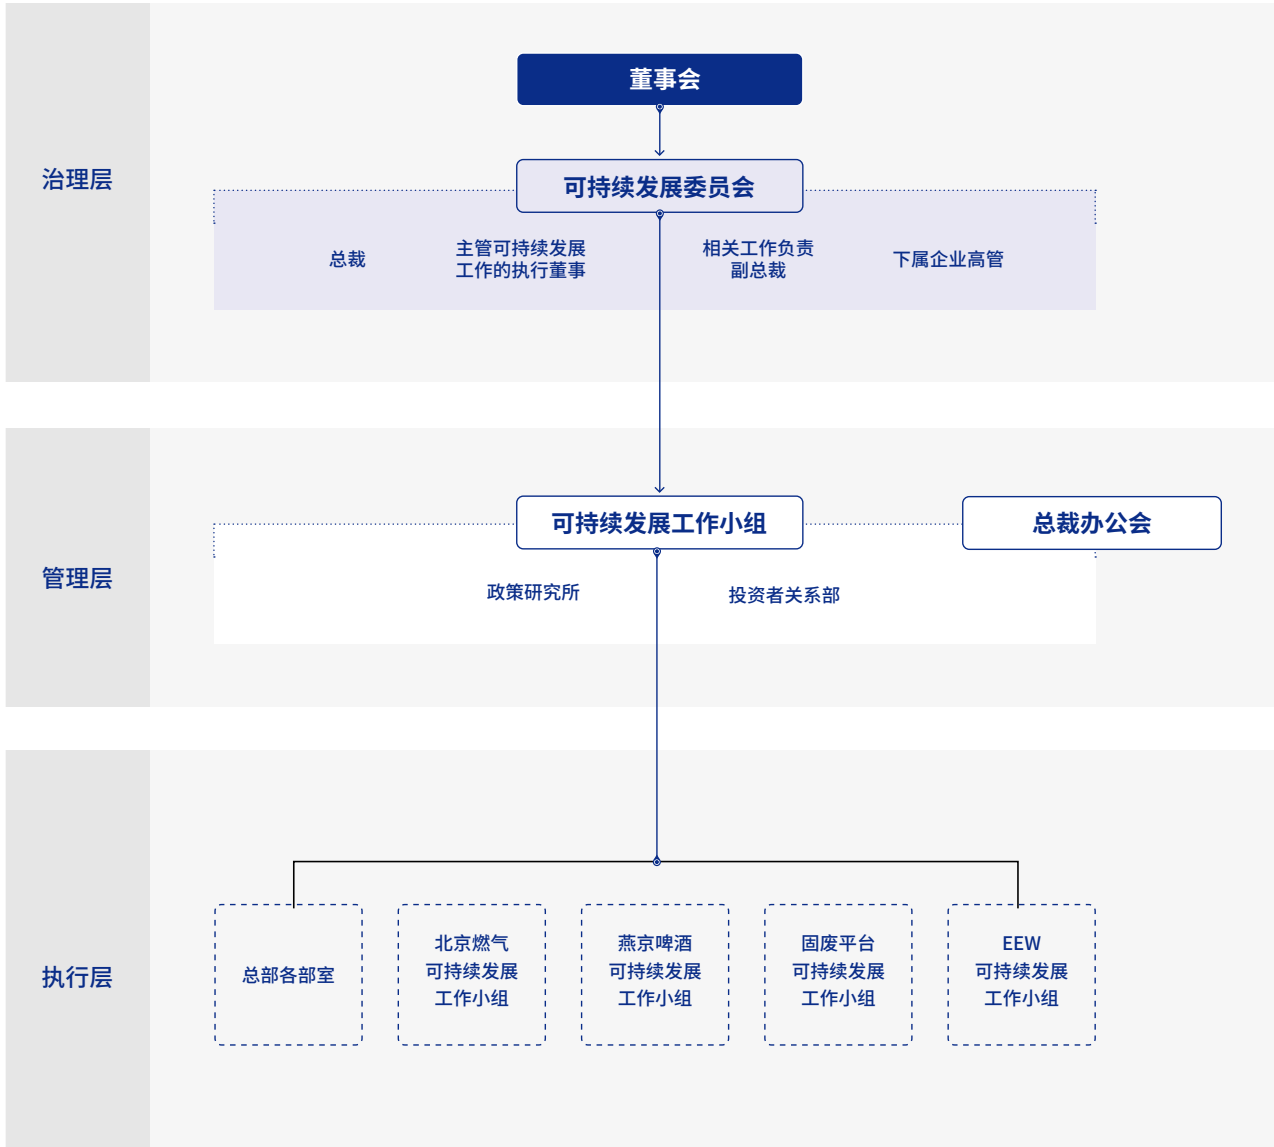 治理层
董事会
可持续发展委员会
总裁
主管可持续发展
工作的执行董事
相关工作负责
副总裁
下属企业高管
管理层
可持续发展工作小组
总裁办公会
政策研究所
投资者关系部
执行层
总部各部室
北京燃气
可持续发展
工作小组
燕京啤酒
可持续发展
工作小组
固废平台
可持续发展
工作小组
EEW
可持续发展
工作小组